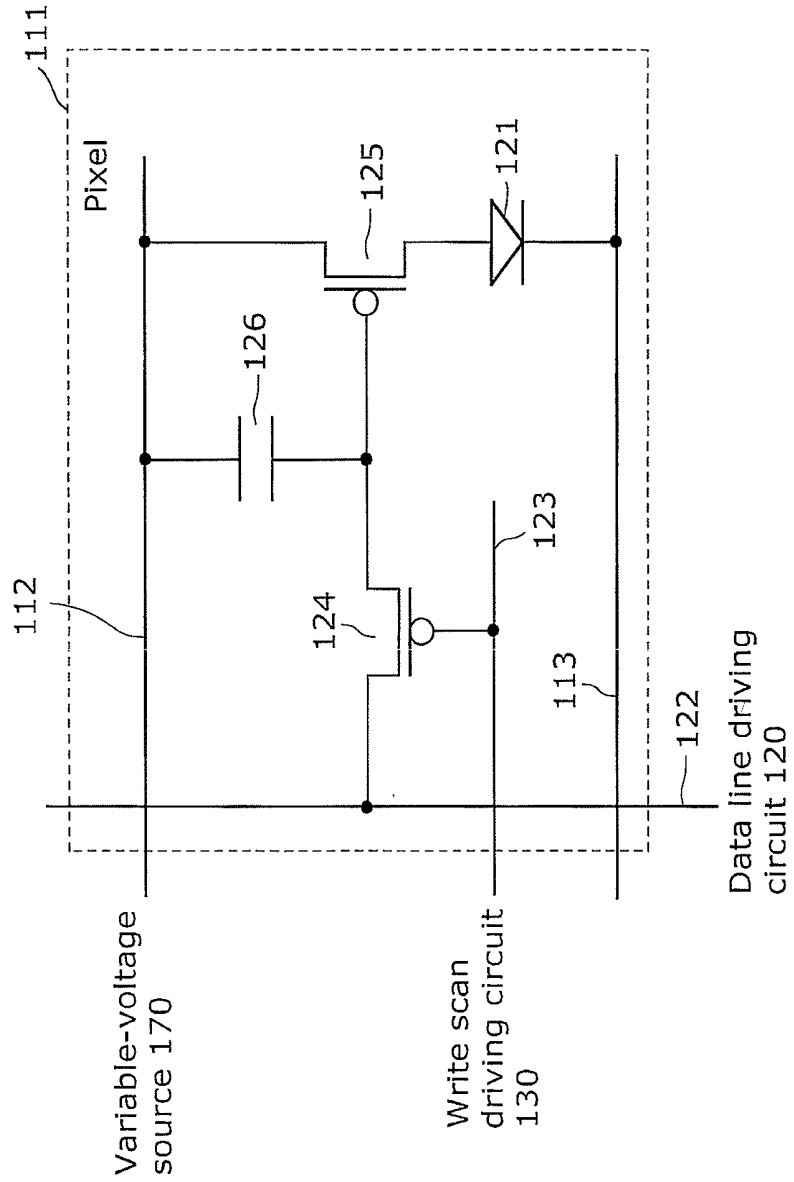 111
Pixel
112
126
125
121
124
123
113
122
Variable-voltage
source 170
Write scan
driving circuit
130
Data line driving
circuit 120